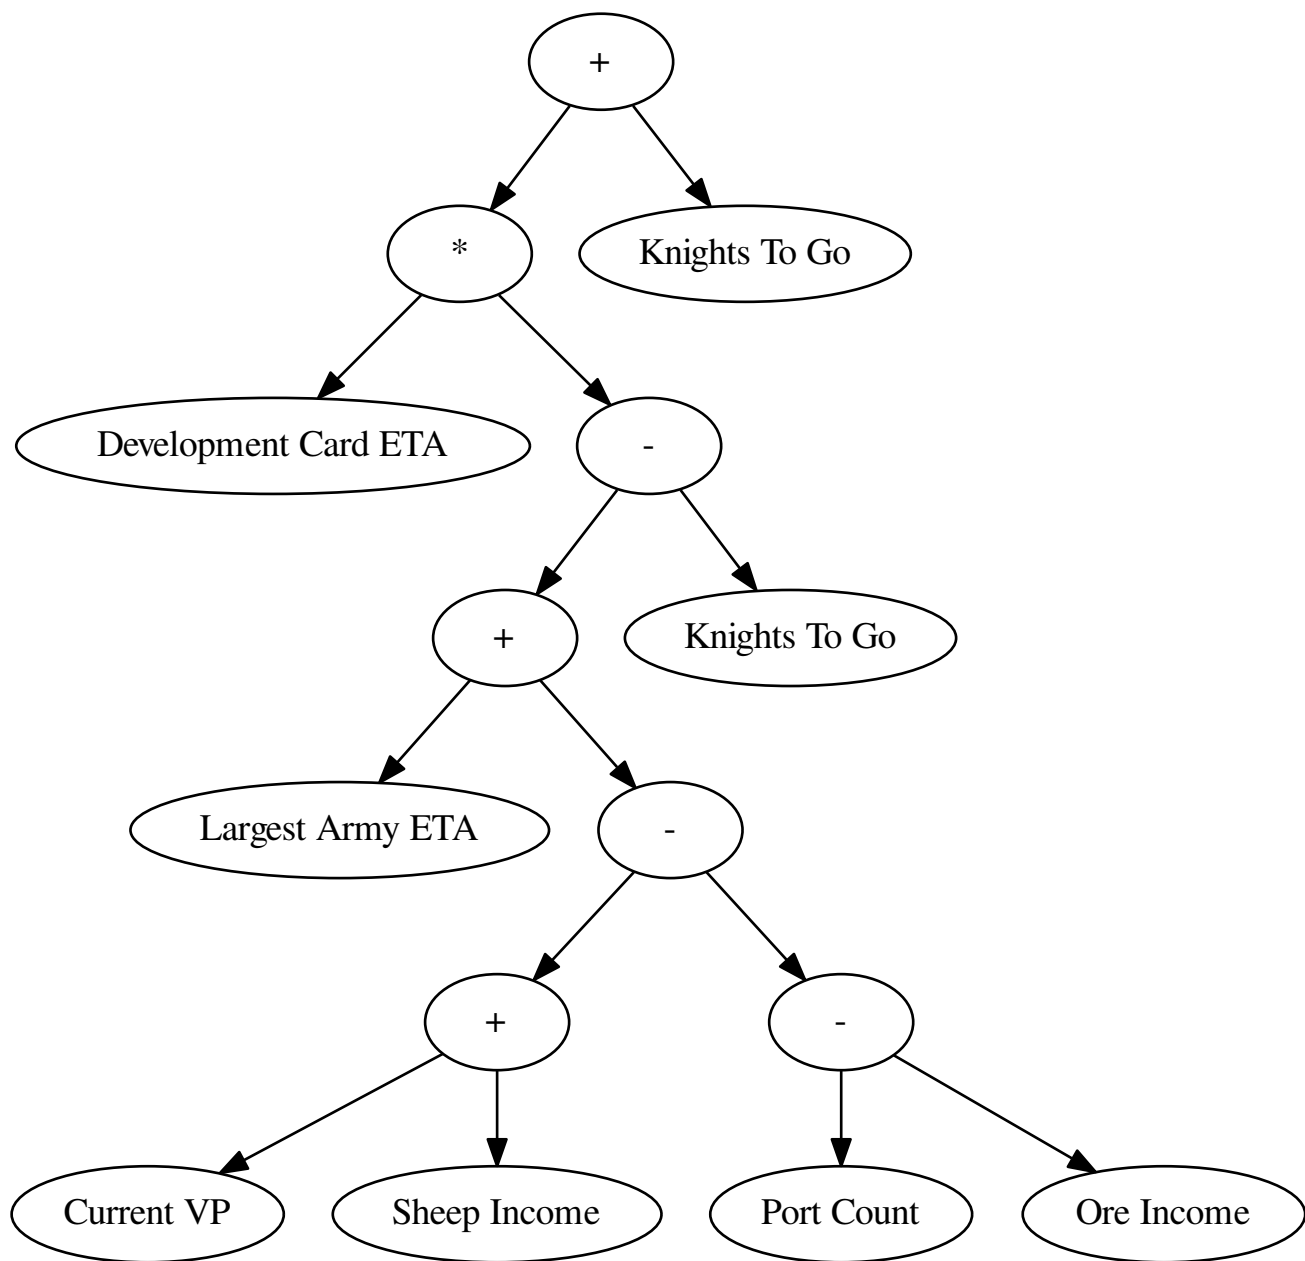 +
*
Knights To Go
Development Card ETA
-
+
Knights To Go
Largest Army ETA
-
+
-
Current VP
Sheep Income
Port Count
Ore Income